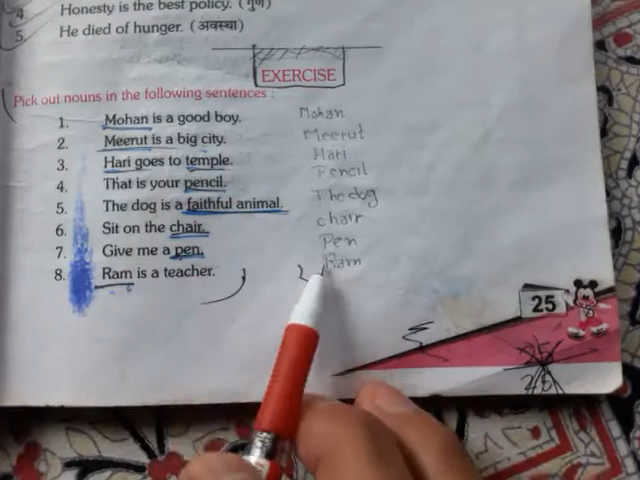 4. Honesty is the best policy. (गुण)
5. He died of hunger. (अवस्था)
EXERCISE
Pick out nouns in the following sentences :
1. Mohan is a good boy. Mohan
2. Meerut is a big city. Meerut
3. Hari goes to temple. Hari
4. That is your pencil. Pencil
5. The dog is a faithful animal. The dog
6. Sit on the chair. chair
7. Give me a pen. Pen
8. Ram is a teacher. Ram
25